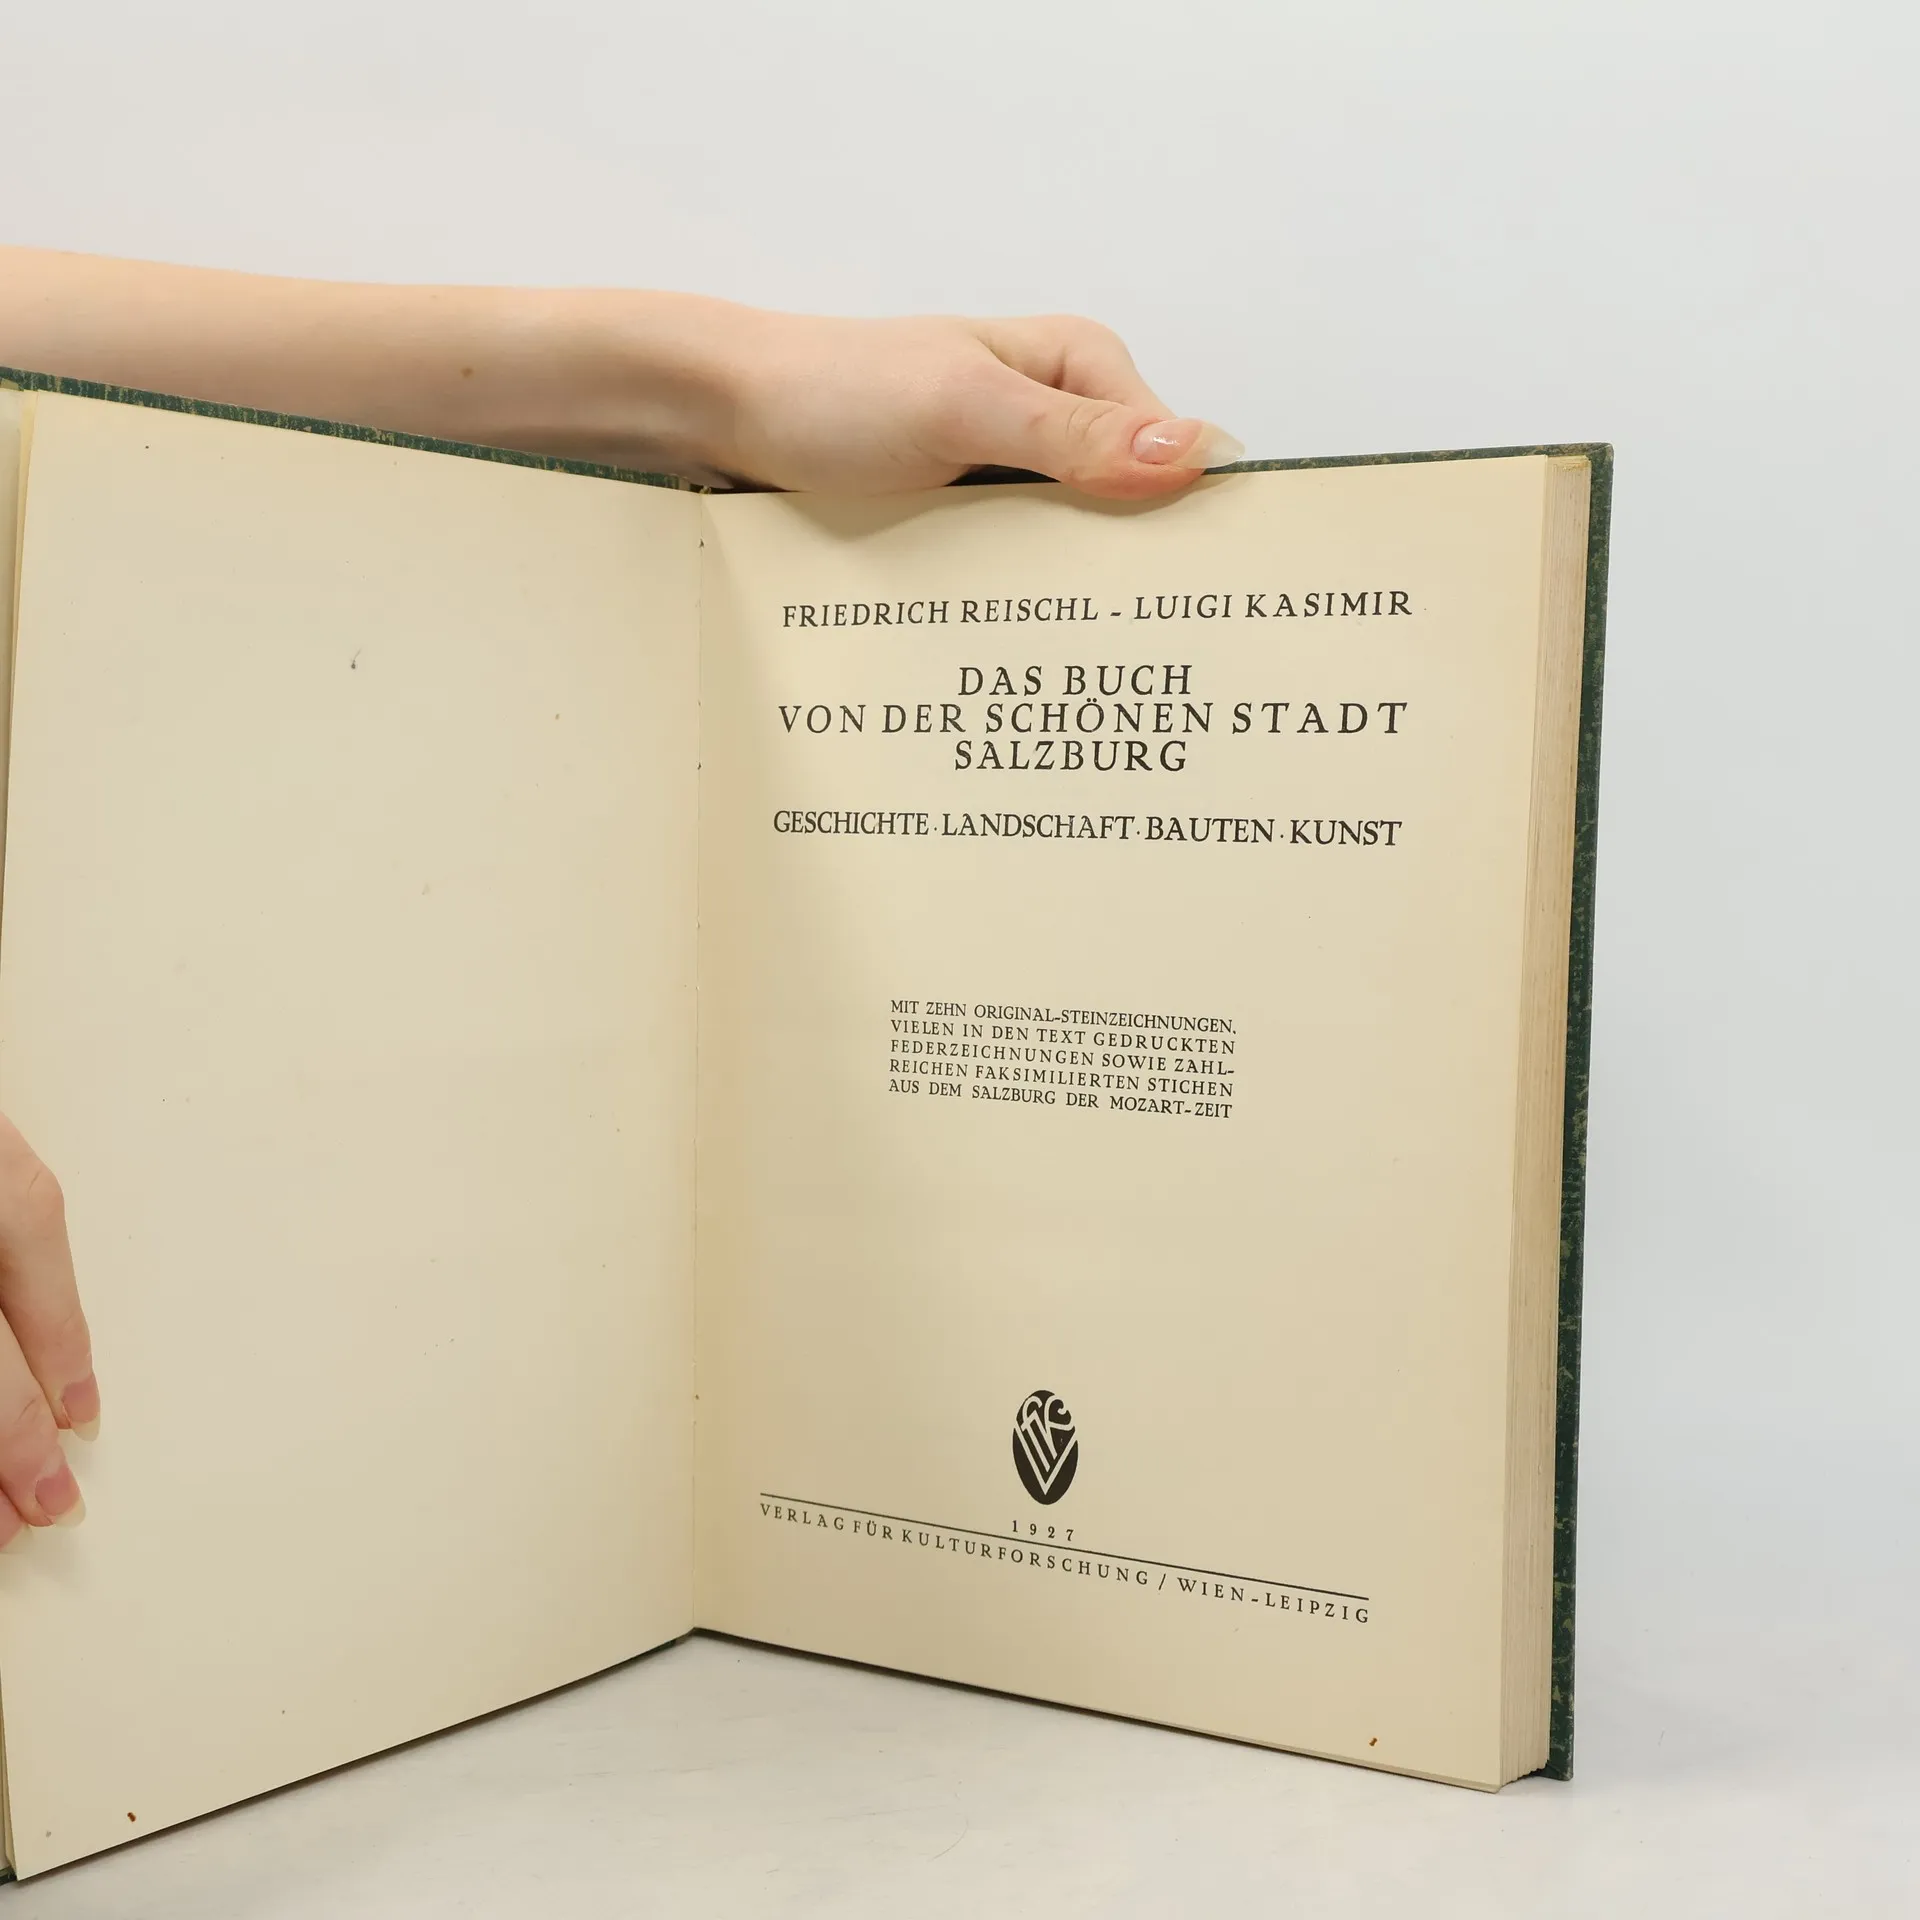 FRIEDRICH REISCHL - LUIGI KASIMIR
DAS BUCH
VON DER SCHÖNEN STADT
SALZBURG
GESCHICHTE · LANDSCHAFT · BAUTEN · KUNST
MIT ZEHN ORIGINAL-STEINZEICHNUNGEN,
VIELEN IN DEN TEXT GEDRUCKTEN
FEDERZEICHNUNGEN SOWIE ZAHL-
REICHEN FAKSIMILIERTEN STICHEN
AUS DEM SALZBURG DER MOZART-ZEIT
1927
VERLAG FÜR KULTURFORSCHUNG / WIEN-LEIPZIG